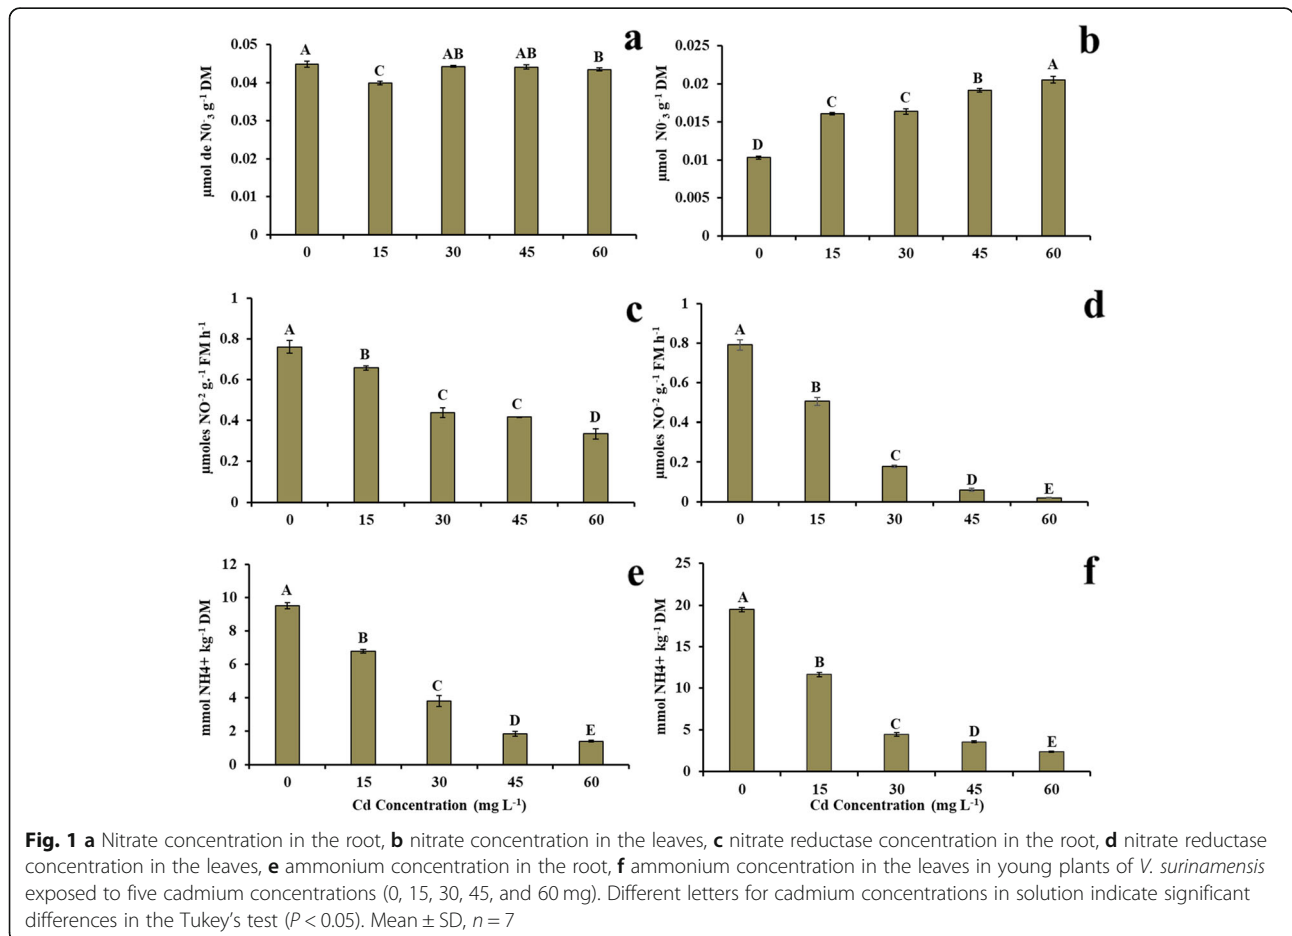 a
0.05
0.04
0.03
0.02
0.01
0
µmol de N0⁻₃ g⁻¹ DM
A
C
AB
AB
B
0 15 30 45 60
b
0.025
0.02
0.015
0.01
0.005
0
µmol N0⁻₃ g⁻¹ DM
D
C
C
B
A
0 15 30 45 60
c
1
0.8
0.6
0.4
0.2
0
µmoles NO⁻² g.⁻¹ FM h⁻¹
A
B
C
C
D
0 15 30 45 60
d
1
0.8
0.6
0.4
0.2
0
µmoles NO⁻² g.⁻¹ FM h⁻¹
A
B
C
D
E
0 15 30 45 60
e
12
10
8
6
4
2
0
mmol NH4+ kg⁻¹ DM
A
B
C
D
E
0 15 30 45 60
Cd Concentration (mg L⁻¹)
f
25
20
15
10
5
0
mmol NH4+ kg⁻¹ DM
A
B
C
D
E
0 15 30 45 60
Cd Concentration (mg L⁻¹)
Fig. 1 a Nitrate concentration in the root, b nitrate concentration in the leaves, c nitrate reductase concentration in the root, d nitrate reductase
concentration in the leaves, e ammonium concentration in the root, f ammonium concentration in the leaves in young plants of V. surinamensis
exposed to five cadmium concentrations (0, 15, 30, 45, and 60 mg). Different letters for cadmium concentrations in solution indicate significant
differences in the Tukey's test (P < 0.05). Mean ± SD, n = 7